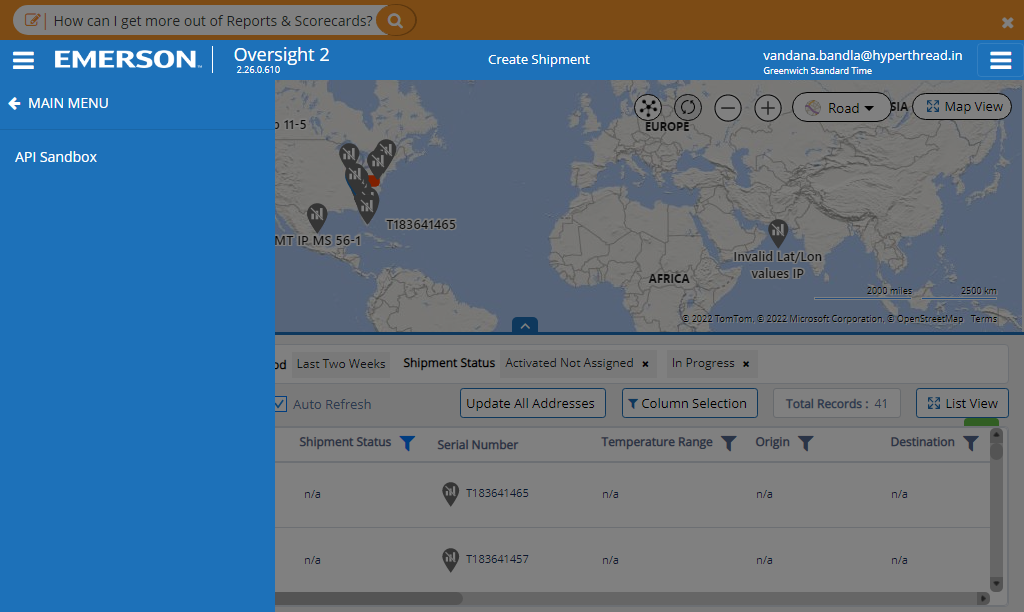 How can I get more out of Reports & Scorecards?
EMERSON
Oversight 2
2.26.0.610
Create Shipment
vandana.bandla@hyperthread.in
Greenwich Standard Time
MAIN MENU
API Sandbox
11-5
EUROPE
Road
SIA
Map View
T183641465
MT IP MS 56-1
Invalid Lat/Lon
values IP
AFRICA
2000 miles
2500 km
© 2022 TomTom, © 2022 Microsoft Corporation, © OpenStreetMap Terms
od
Last Two Weeks
Shipment Status
Activated Not Assigned ×
In Progress ×
Auto Refresh
Update All Addresses
Column Selection
Total Records : 41
List View
Shipment Status
Serial Number
Temperature Range
Origin
Destination
n/a
T183641465
n/a
n/a
n/a
n/a
T183641457
n/a
n/a
n/a